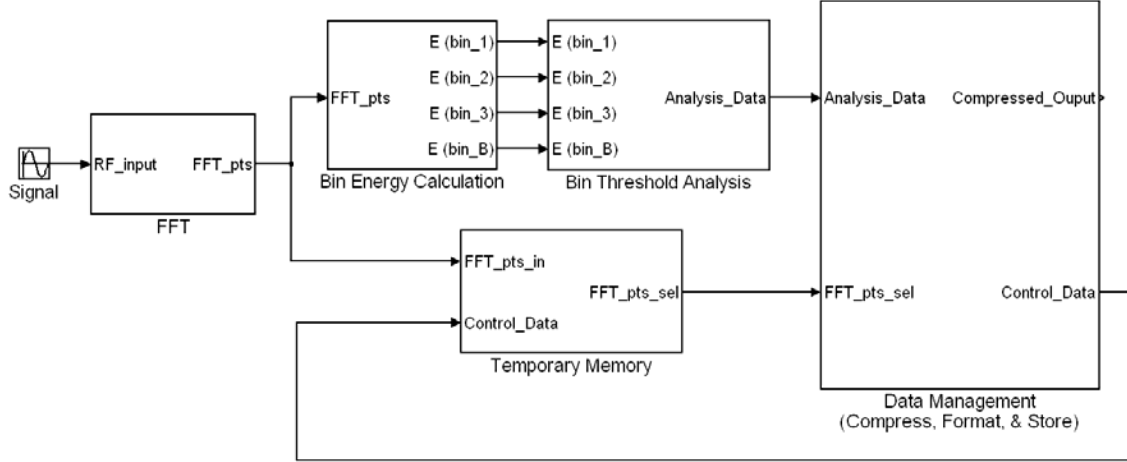 Signal
RF_input
FFT_pts
FFT
FFT_pts
E (bin_1)
E (bin_2)
E (bin_3)
E (bin_B)
Bin Energy Calculation
E (bin_1)
E (bin_2)
E (bin_3)
E (bin_B)
Analysis_Data
Bin Threshold Analysis
FFT_pts_in
Control_Data
FFT_pts_sel
Temporary Memory
Analysis_Data
Compressed_Ouput
FFT_pts_sel
Control_Data
Data Management
(Compress, Format, & Store)